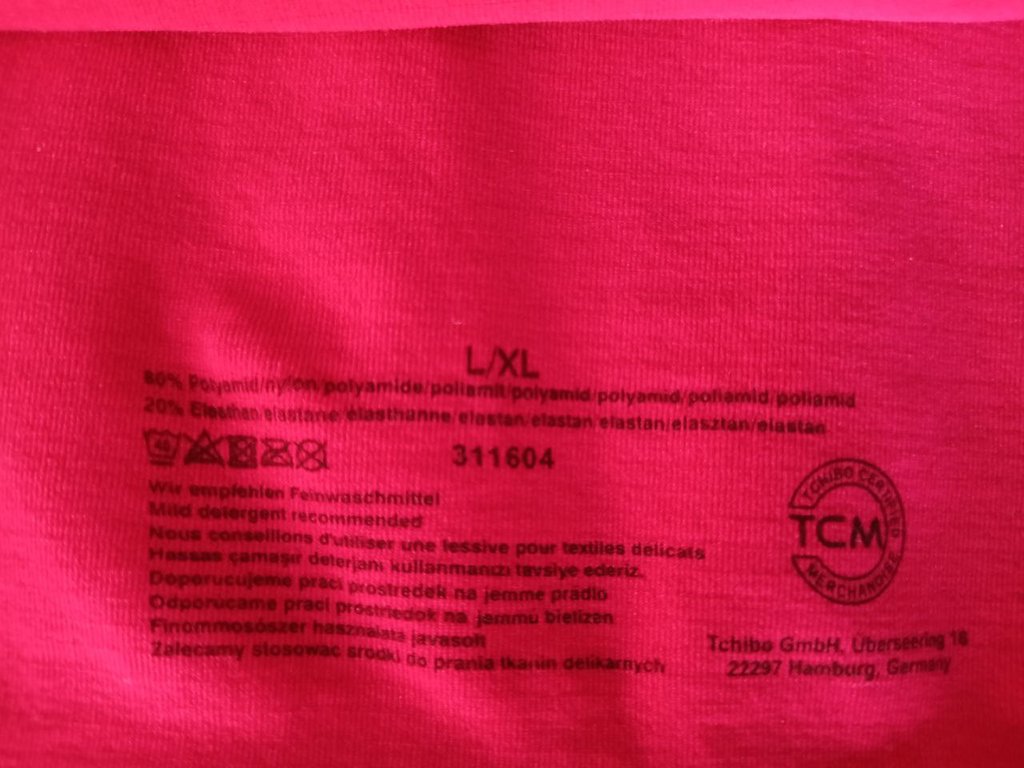 L/XL
80% Polyamid/nylon/polyamide/poliamit/polyamid/polyamid/poliamid/poliamid
20% Elasthan/elastane/élasthanne/elastan/elastan/elastan/elasztán/elastan
40
311604
Wir empfehlen Feinwaschmittel
Mild detergent recommended
Nous conseillons d'utiliser une lessive pour textiles délicats
Hassas çamaşır deterjanı kullanmanızı tavsiye ederiz.
Doporučujeme prací prostředek na jemné prádlo
Odporúčame prací prostriedok na jemnú bielizeň
Finommosószer használata javasolt
Zalecamy stosować środki do prania tkanin delikatnych
TCHIBO CERTIFIED
TCM
MERCHANDISE
Tchibo GmbH, Überseering 18
22297 Hamburg, Germany